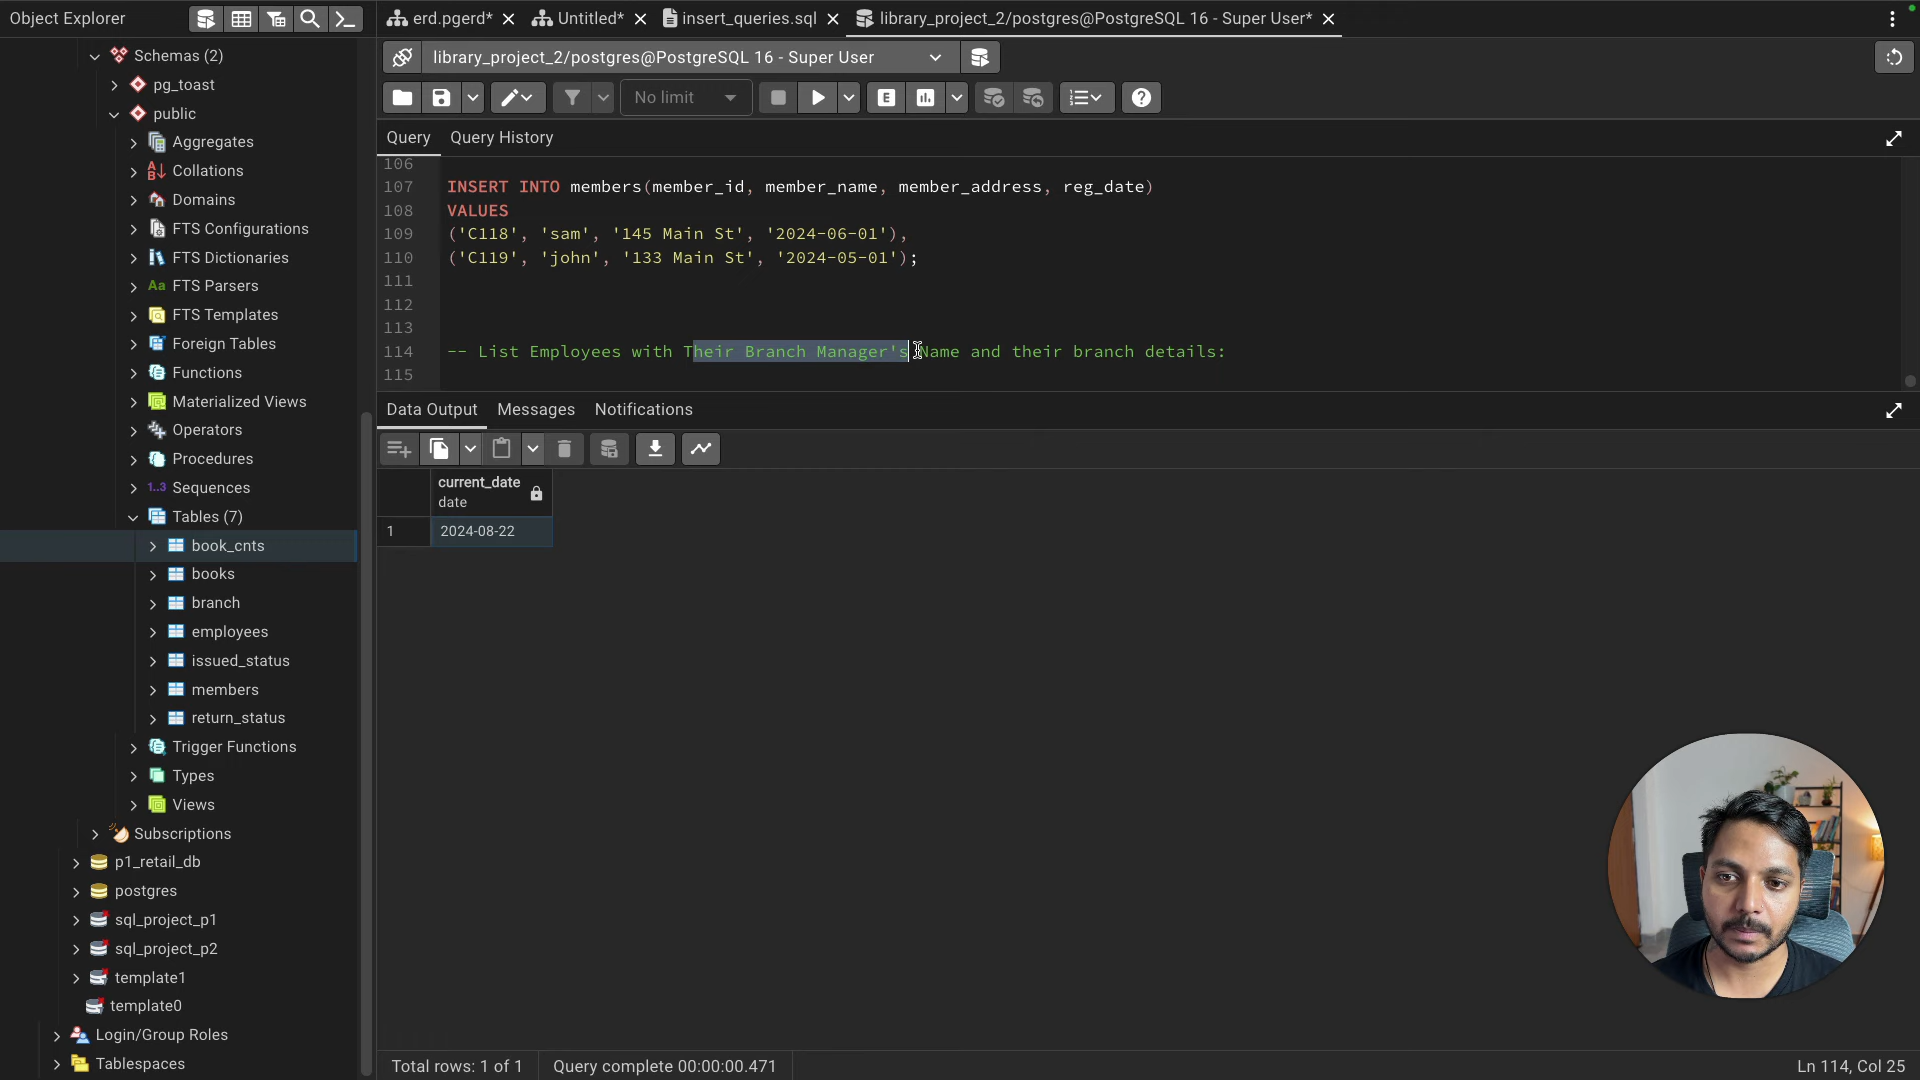 Object Explorer
erd.pgerd*
Untitled*
insert_queries.sql
library_project_2/postgres@PostgreSQL 16 - Super User*
library_project_2/postgres@PostgreSQL 16 - Super User
No limit
E
Query
Query History
Schemas (2)
pg_toast
public
Aggregates
Collations
Domains
FTS Configurations
FTS Dictionaries
Aa FTS Parsers
FTS Templates
Foreign Tables
Functions
Materialized Views
Operators
Procedures
1..3 Sequences
Tables (7)
book_cnts
books
branch
employees
issued_status
members
return_status
Trigger Functions
Types
Views
Subscriptions
p1_retail_db
postgres
sql_project_p1
sql_project_p2
template1
template0
Login/Group Roles
Tablespaces
106
107 INSERT INTO members(member_id, member_name, member_address, reg_date)
108 VALUES
109 ('C118', 'sam', '145 Main St', '2024-06-01'),
110 ('C119', 'john', '133 Main St', '2024-05-01');
111
112
113
114 -- List Employees with Their Branch Manager's Name and their branch details:
115
Data Output
Messages
Notifications
current_date
date
1 2024-08-22
Total rows: 1 of 1
Query complete 00:00:00.471
Ln 114, Col 25